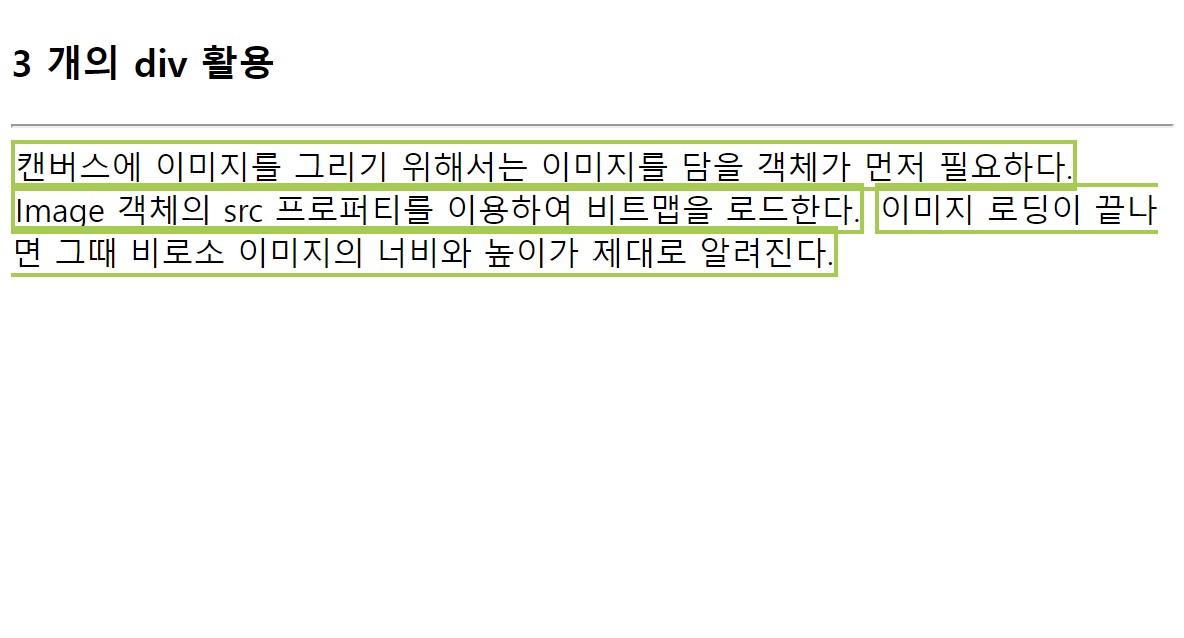 3 개의 div 활용
캔버스에 이미지를 그리기 위해서는 이미지를 담을 객체가 먼저 필요하다.
Image 객체의 src 프로퍼티를 이용하여 비트맵을 로드한다. 이미지 로딩이 끝나
면 그때 비로소 이미지의 너비와 높이가 제대로 알려진다.